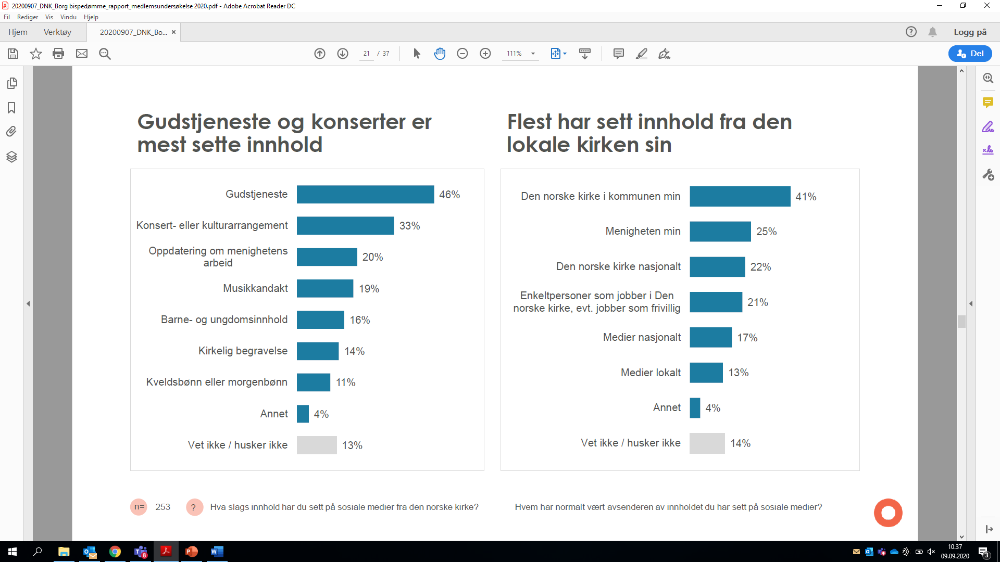 20200907_DNK_Borg bispedømme_rapport_medlemsundersøkelse 2020.pdf - Adobe Acrobat Reader DC
Fil Rediger Vis Vindu Hjelp
Hjem Verktøy 20200907_DNK_Bo... × ? Logg på
21 / 37 111% Del
Gudstjeneste og konserter er
mest sette innhold
Gudstjeneste 46%
Konsert- eller kulturarrangement 33%
Oppdatering om menighetens
arbeid 20%
Musikkandakt 19%
Barne- og ungdomsinnhold 16%
Kirkelig begravelse 14%
Kveldsbønn eller morgenbønn 11%
Annet 4%
Vet ikke / husker ikke 13%
n= 253 ? Hva slags innhold har du sett på sosiale medier fra den norske kirke?
Flest har sett innhold fra den
lokale kirken sin
Den norske kirke i kommunen min 41%
Menigheten min 25%
Den norske kirke nasjonalt 22%
Enkeltpersoner som jobber i Den
norske kirke, evt. jobber som frivillig 21%
Medier nasjonalt 17%
Medier lokalt 13%
Annet 4%
Vet ikke / husker ikke 14%
Hvem har normalt vært avsenderen av innholdet du har sett på sosiale medier?
8
10.37
09.09.2020
3